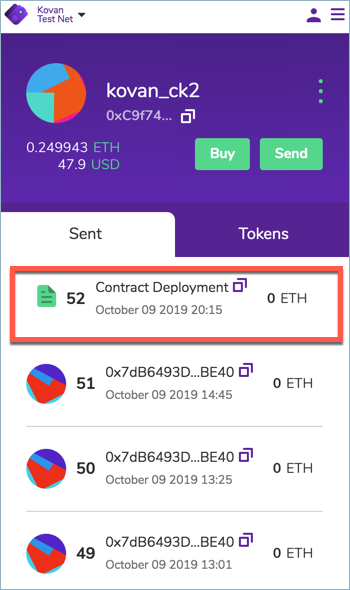 Kovan
Test Net
kovan_ck2
0xC9f74...
0.249943 ETH
47.9 USD
Buy
Send
Sent
Tokens
52
Contract Deployment
October 09 2019 20:15
0 ETH
51
0x7dB6493D...BE40
October 09 2019 14:45
0 ETH
50
0x7dB6493D...BE40
October 09 2019 13:25
0 ETH
49
0x7dB6493D...BE40
October 09 2019 13:01
0 ETH